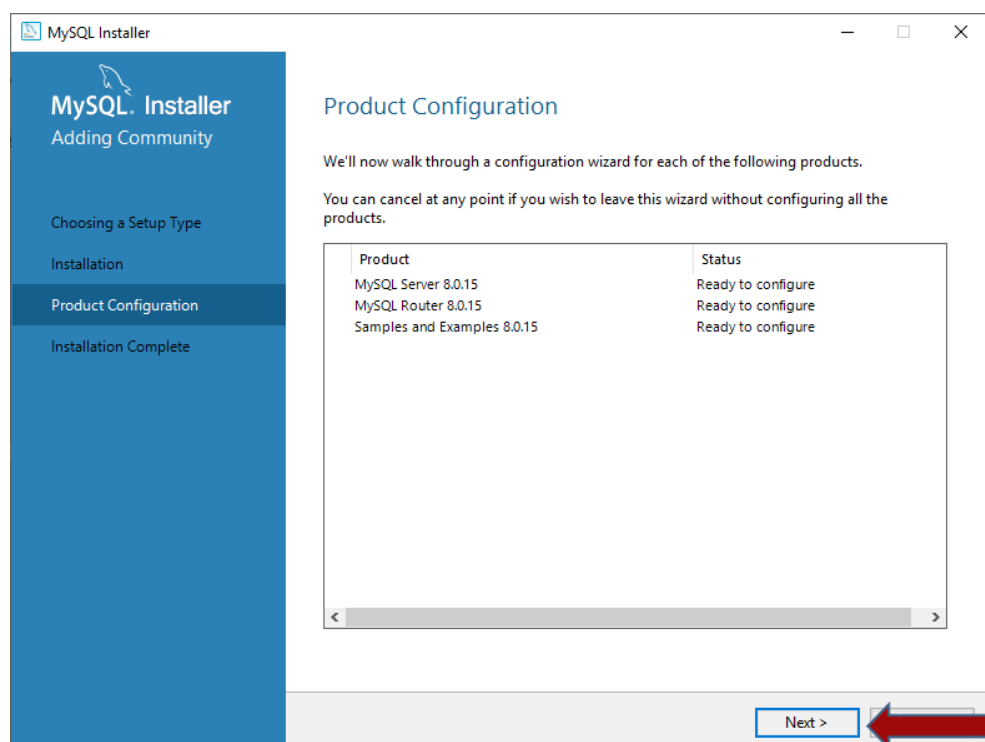 MySQL Installer
MySQL. Installer
Adding Community
Choosing a Setup Type
Installation
Product Configuration
Installation Complete
Product Configuration
We'll now walk through a configuration wizard for each of the following products.
You can cancel at any point if you wish to leave this wizard without configuring all the
products.
Product Status
MySQL Server 8.0.15 Ready to configure
MySQL Router 8.0.15 Ready to configure
Samples and Examples 8.0.15 Ready to configure
Next >